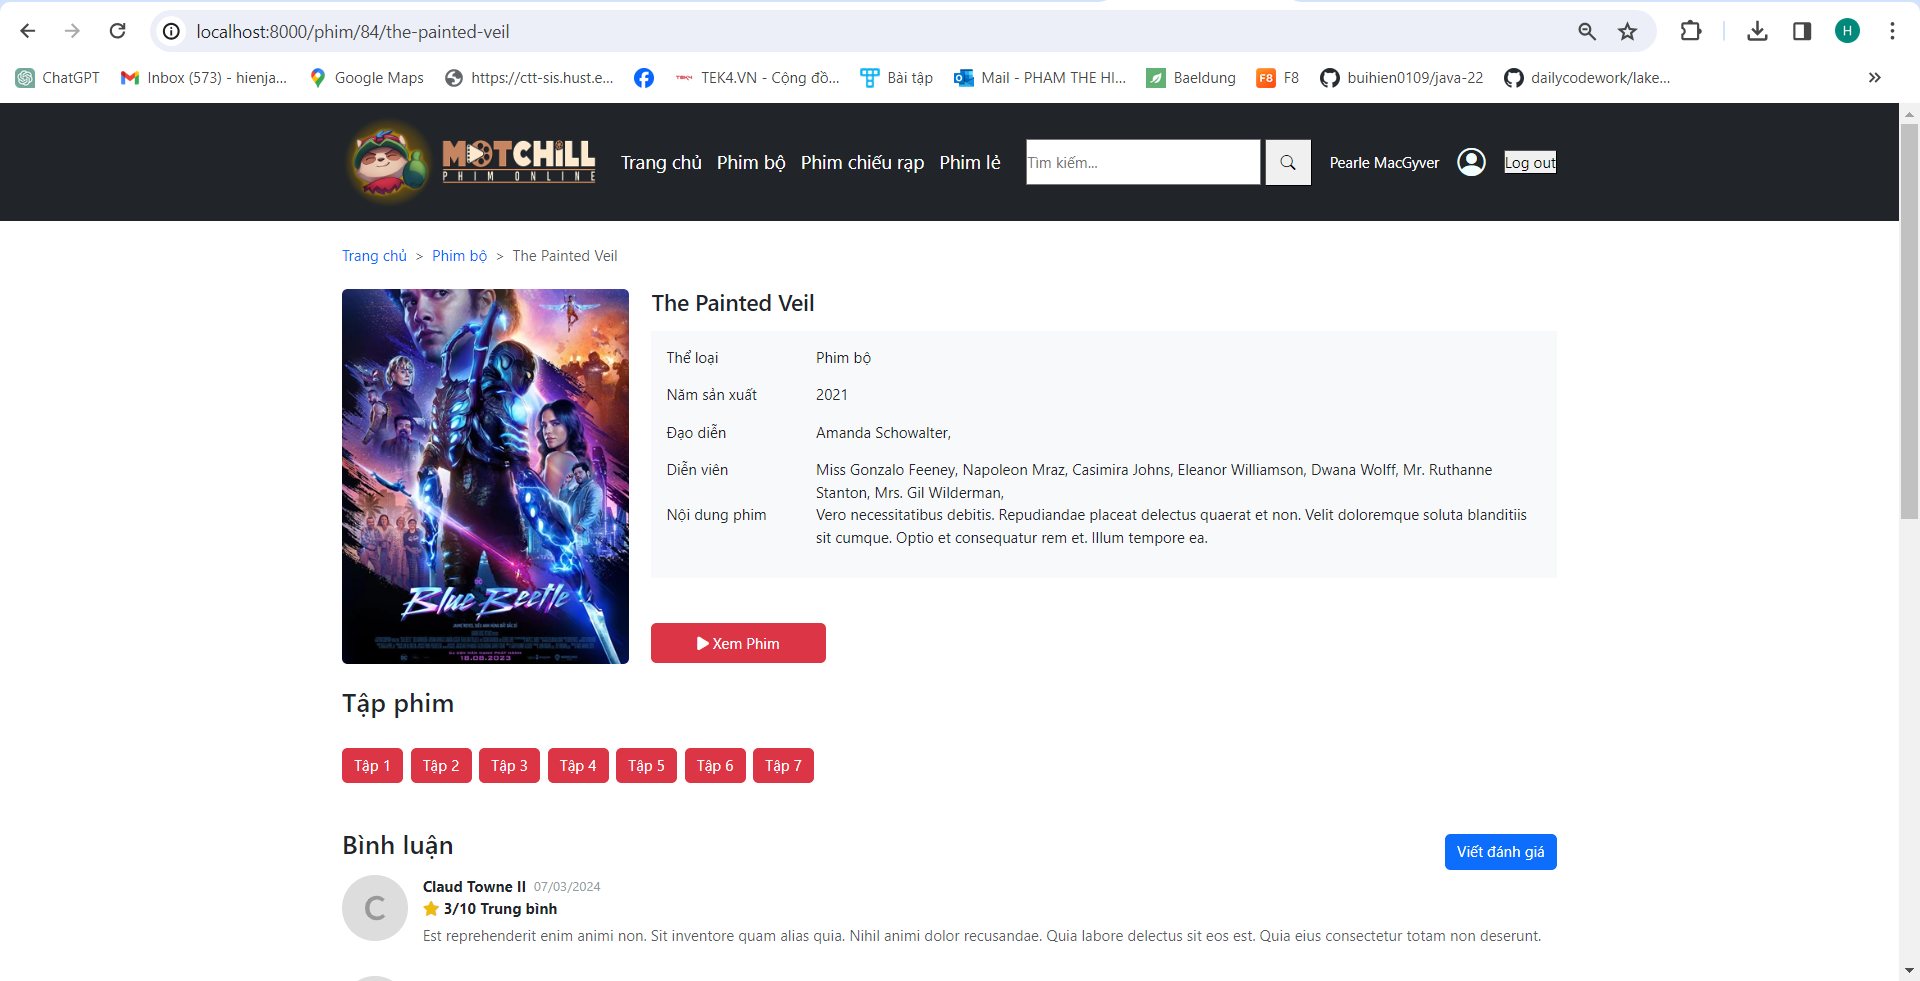 localhost:8000/phim/84/the-painted-veil
H
ChatGPT
Inbox (573) - hienja...
Google Maps
https://ctt-sis.hust.e...
TEK4.VN - Cộng đồ...
Bài tập
Mail - PHAM THE HI...
Baeldung
F8 F8
buihien0109/java-22
dailycodework/lake...
MOTCHILL
PHIM ONLINE
Trang chủ
Phim bộ
Phim chiếu rạp
Phim lẻ
Tìm kiếm...
Pearle MacGyver
Log out
Trang chủ > Phim bộ > The Painted Veil
Blue Beetle
18.08.2023
The Painted Veil
Thể loại Phim bộ
Năm sản xuất 2021
Đạo diễn Amanda Schowalter,
Diễn viên Miss Gonzalo Feeney, Napoleon Mraz, Casimira Johns, Eleanor Williamson, Dwana Wolff, Mr. Ruthanne
Stanton, Mrs. Gil Wilderman,
Nội dung phim Vero necessitatibus debitis. Repudiandae placeat delectus quaerat et non. Velit doloremque soluta blanditiis
sit cumque. Optio et consequatur rem et. Illum tempore ea.
Xem Phim
Tập phim
Tập 1 Tập 2 Tập 3 Tập 4 Tập 5 Tập 6 Tập 7
Bình luận
Viết đánh giá
C
Claud Towne II 07/03/2024
3/10 Trung bình
Est reprehenderit enim animi non. Sit inventore quam alias quia. Nihil animi dolor recusandae. Quia labore delectus sit eos est. Quia eius consectetur totam non deserunt.